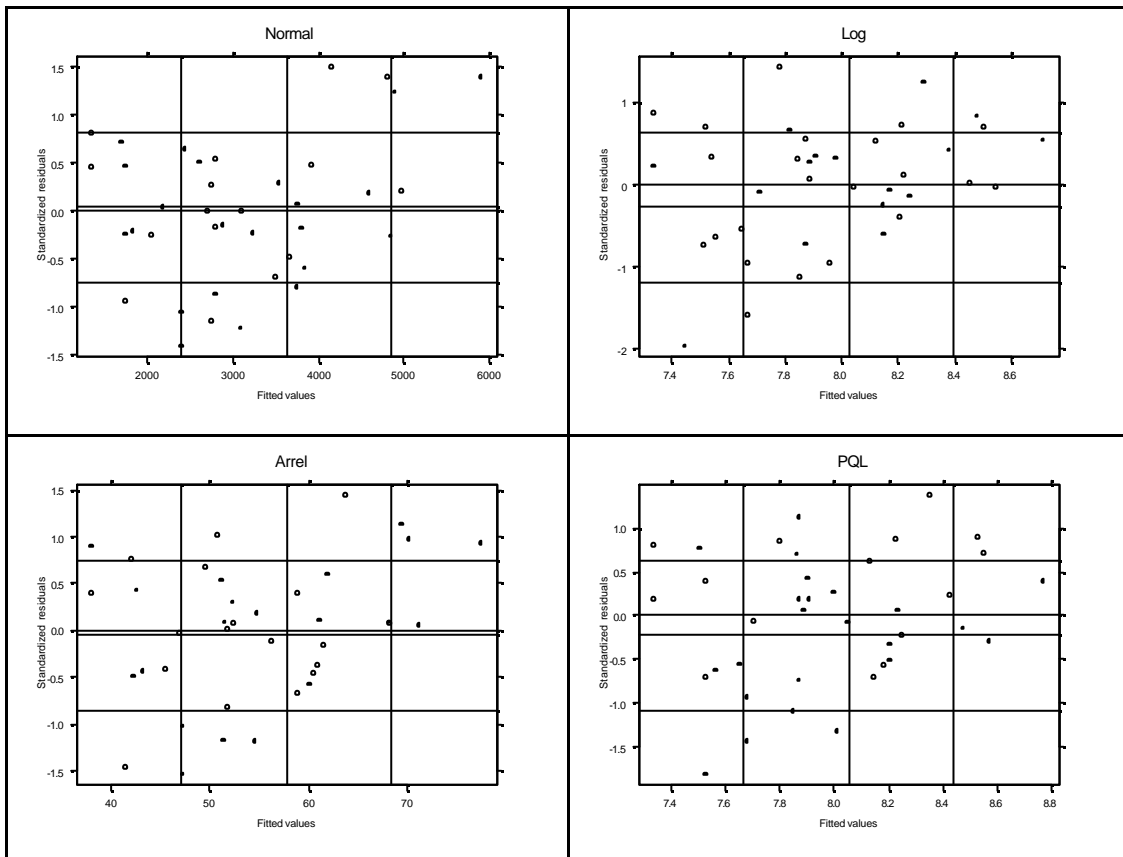 Normal
1.5
1.0
0.5
0.0
-0.5
-1.0
-1.5
Standardized residuals
2000 3000 4000 5000 6000
Fitted values
Log
1
0
-1
-2
Standardized residuals
7.4 7.6 7.8 8.0 8.2 8.4 8.6
Fitted values
Arrel
1.5
1.0
0.5
0.0
-0.5
-1.0
-1.5
Standardized residuals
40 50 60 70
Fitted values
PQL
1.0
0.5
0.0
-0.5
-1.0
-1.5
Standardized residuals
7.4 7.6 7.8 8.0 8.2 8.4 8.6 8.8
Fitted values